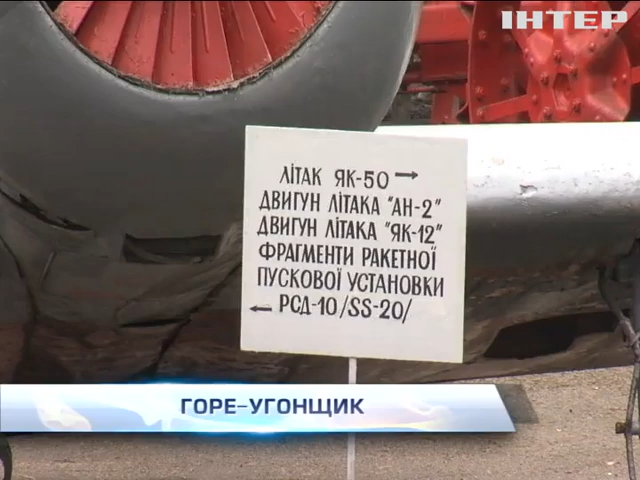 ІНТЕР
ЛІТАК ЯК-50 →
ДВИГУН ЛІТАКА "АН-2"
ДВИГУН ЛІТАКА "ЯК-12"
ФРАГМЕНТИ РАКЕТНОЇ
ПУСКОВОЇ УСТАНОВКИ
← РСД-10/SS-20/
ГОРЕ-УГОНЩИК